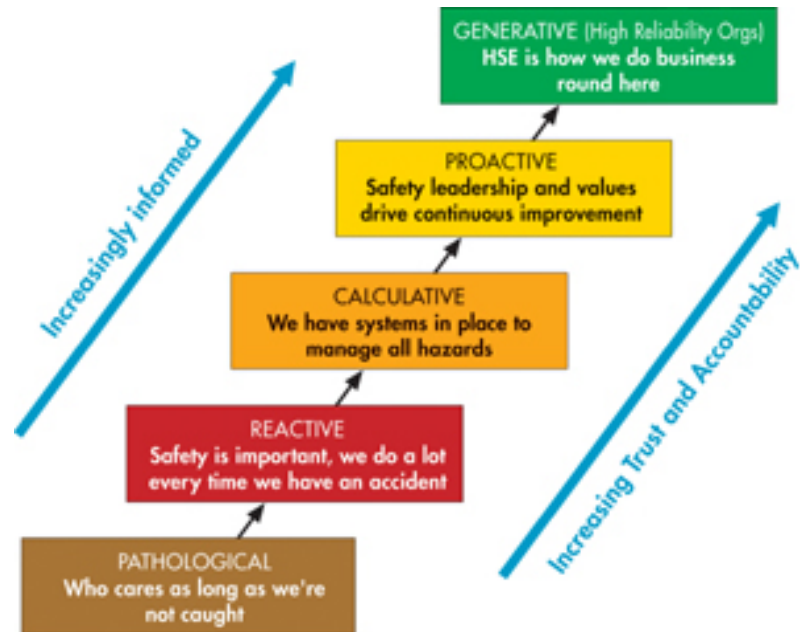 GENERATIVE (High Reliability Orgs)
HSE is how we do business
round here
PROACTIVE
Safety leadership and values
drive continuous improvement
Increasingly informed
CALCULATIVE
We have systems in place to
manage all hazards
Increasing Trust and Accountability
REACTIVE
Safety is important, we do a lot
every time we have an accident
PATHOLOGICAL
Who cares as long as we're
not caught